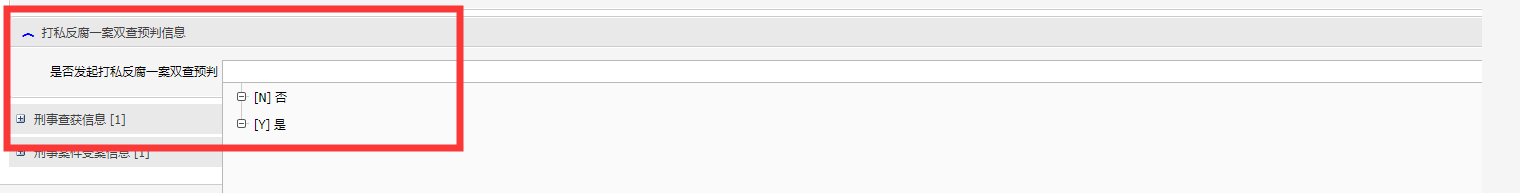 打私反腐一案双查预判信息
是否发起打私反腐一案双查预判
[N] 否
刑事查获信息 [1]
[Y] 是
刑事案件受案信息 [1]